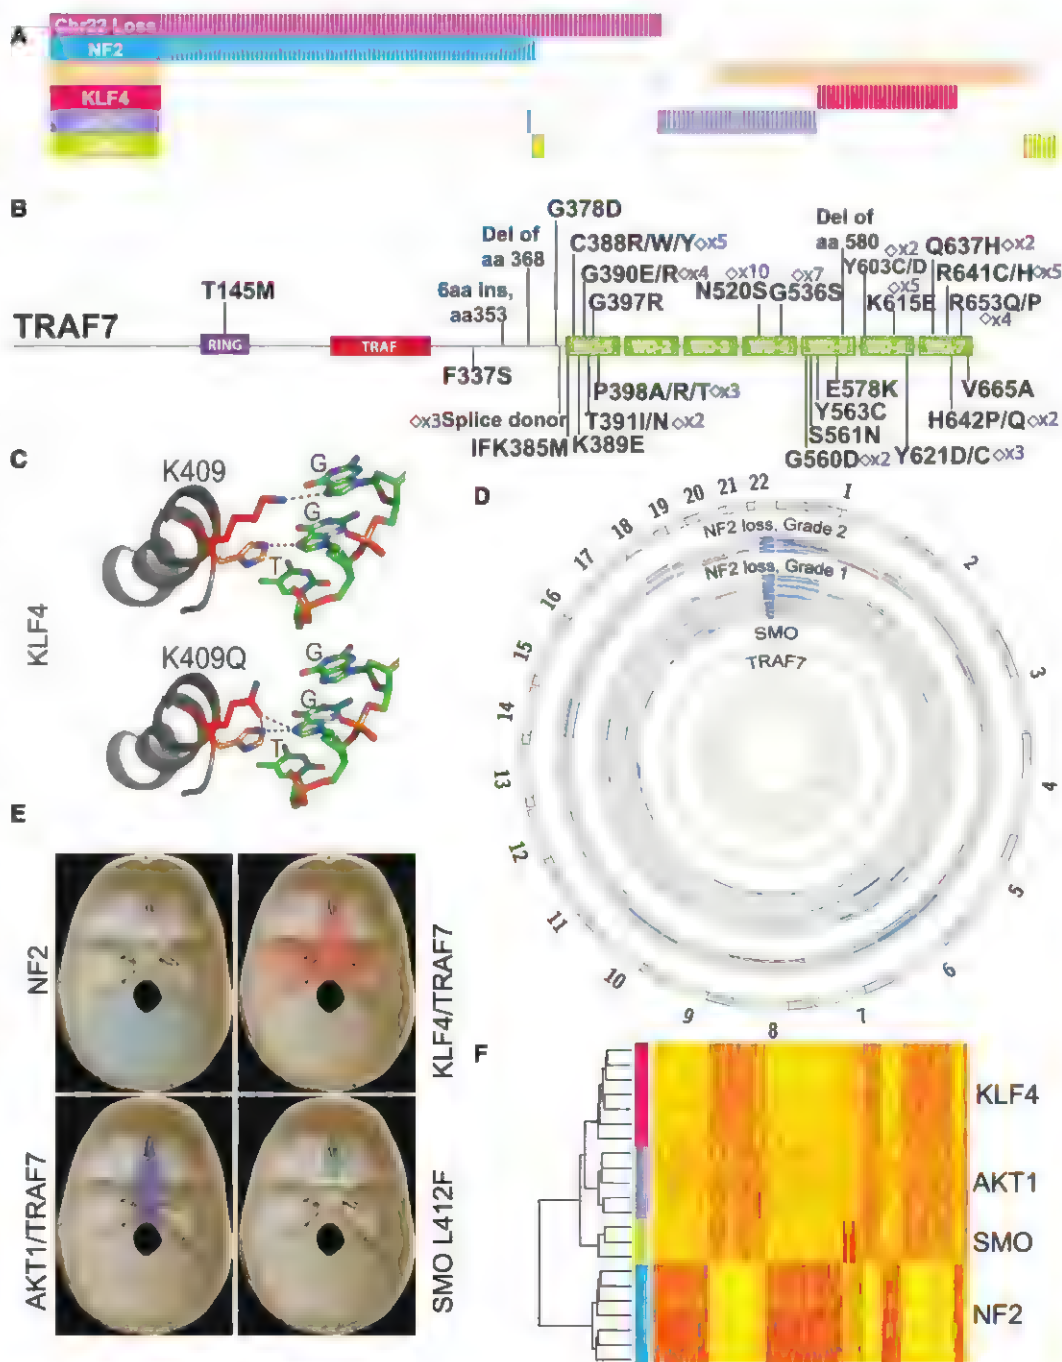 A
Chr22 Loss
NF2
KLF4
B
TRAF7
T145M
RING
TRAF
F337S
6aa ins,
aa353
Del of
aa 368
G378D
C388R/W/Y◇x5
G390E/R◇x4
G397R
◇x10
N520S
◇x7
G536S
Del of
aa 580
◇x2
Y603C/D
◇x5
K615E
Q637H◇x2
R641C/H◇x5
R653Q/P
◇x4
WD-2
WD-3
◇x3Splice donor
IFK385M
K389E
T391I/N◇x2
P398A/R/T◇x3
E578K
Y563C
S561N
G560D◇x2
Y621D/C◇x3
H642P/Q◇x2
V665A
C
KLF4
K409
G
G
T
K409Q
G
G
T
D
1
2
3
4
5
6
7
8
9
10
11
12
13
14
15
16
17
18
19
20
21
22
NF2 loss, Grade 2
NF2 loss, Grade 1
SMO
TRAF7
E
NF2
KLF4/TRAF7
AKT1/TRAF7
SMO L412F
F
KLF4
AKT1
SMO
NF2